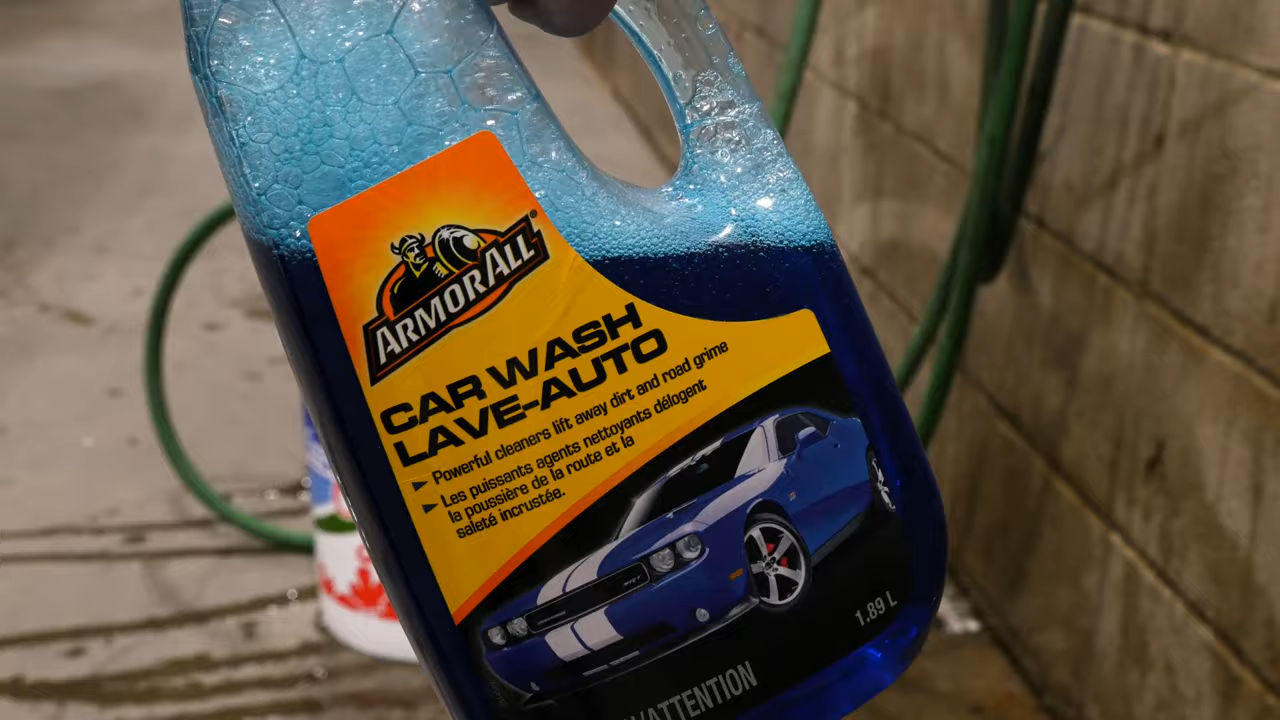 ARMORALL®
CAR WASH
LAVE-AUTO
Powerful cleaners lift away dirt and road grime
Les puissants agents nettoyants délogent
la poussière de la route et la
saleté incrustée.
SRT
1.89 L
/ATTENTION